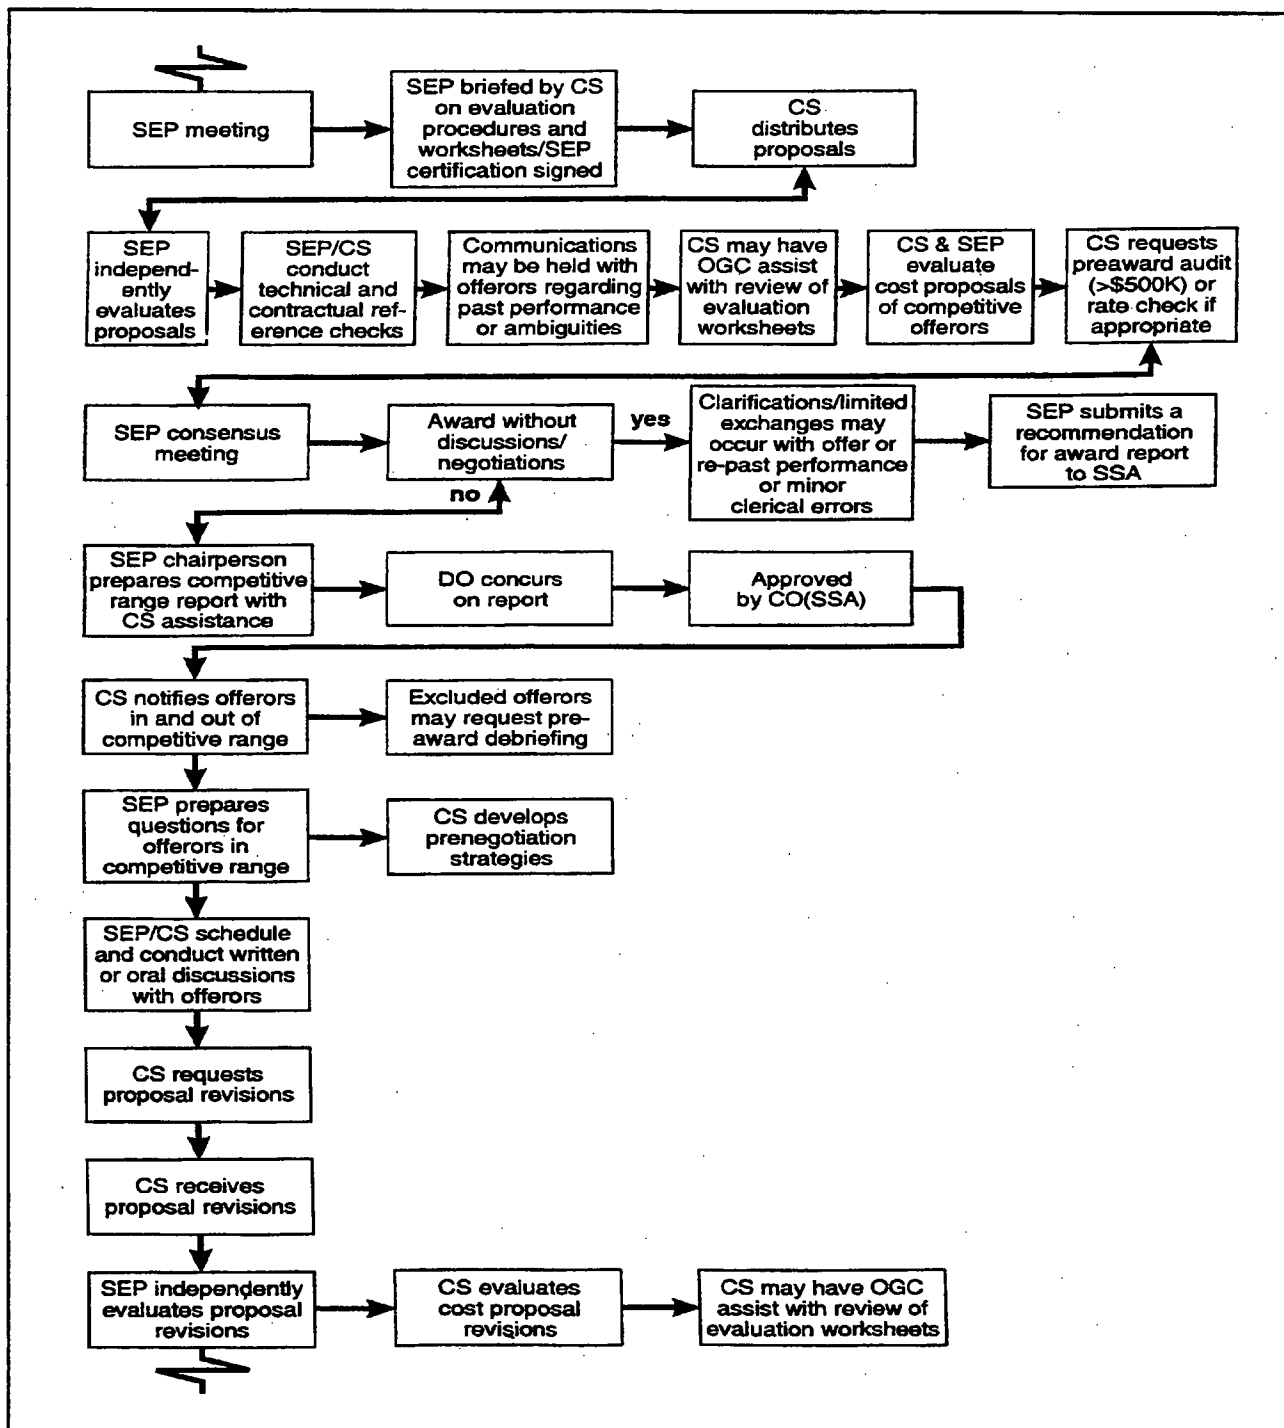 SEP meeting
SEP briefed by CS
on evaluation
procedures and
worksheets/SEP
certification signed
CS
distributes
proposals
SEP
independ-
ently
evaluates
proposals
SEP/CS
conduct
technical and
contractual ref-
erence checks
Communications
may be held with
offerors regarding
past performance
or ambiguities
CS may have
OGC assist
with review of
evaluation
worksheets
CS & SEP
evaluate
cost proposals
of competitive
offerors
CS requests
preaward audit
(>$500K) or
rate check if
appropriate
SEP consensus
meeting
Award without
discussions/
negotiations
yes
no
Clarifications/limited
exchanges may
occur with offer or
re-past performance
or minor
clerical errors
SEP submits a
recommendation
for award report
to SSA
SEP chairperson
prepares competitive
range report with
CS assistance
DO concurs
on report
Approved
by CO(SSA)
CS notifies offerors
in and out of
competitive range
Excluded offerors
may request pre-
award debriefing
SEP prepares
questions for
offerors in
competitive range
CS develops
prenegotiation
strategies
SEP/CS schedule
and conduct written
or oral discussions
with offerors
CS requests
proposal revisions
CS receives
proposal revisions
SEP independently
evaluates proposal
revisions
CS evaluates
cost proposal
revisions
CS may have OGC
assist with review of
evaluation worksheets